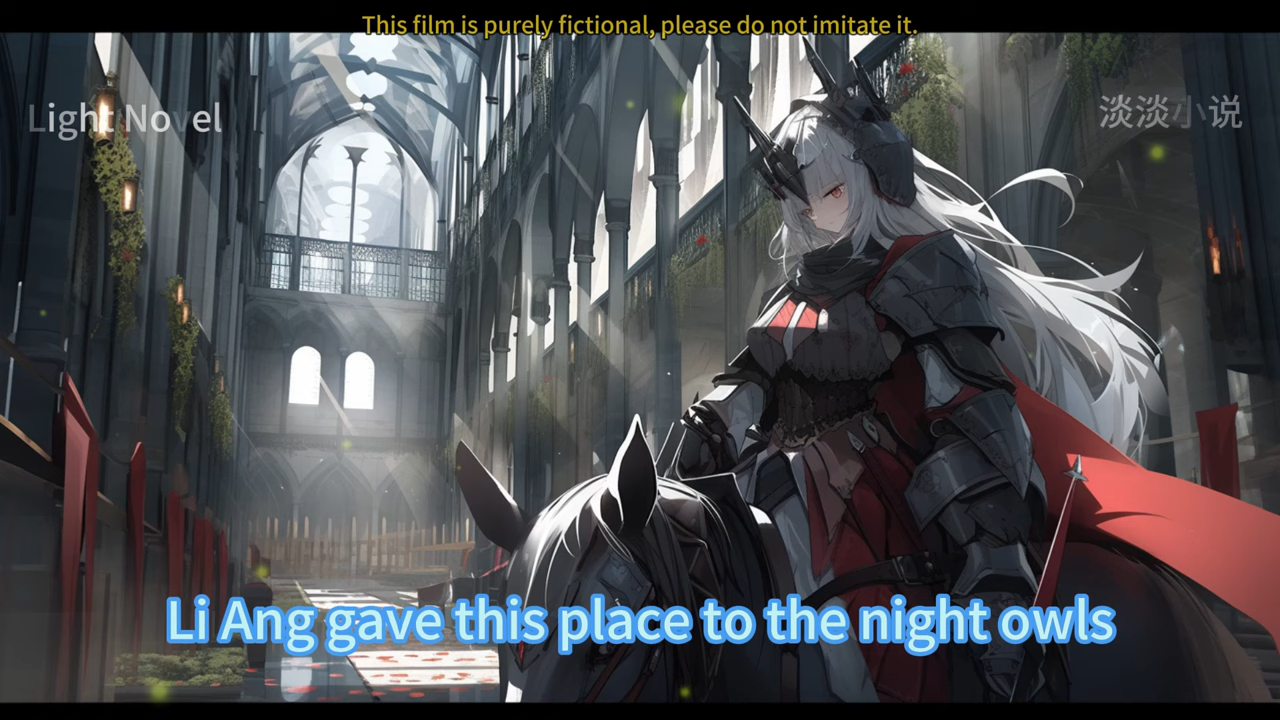 This film is purely fictional, please do not imitate it.
Light Novel
淡淡小说
Li Ang gave this place to the night owls